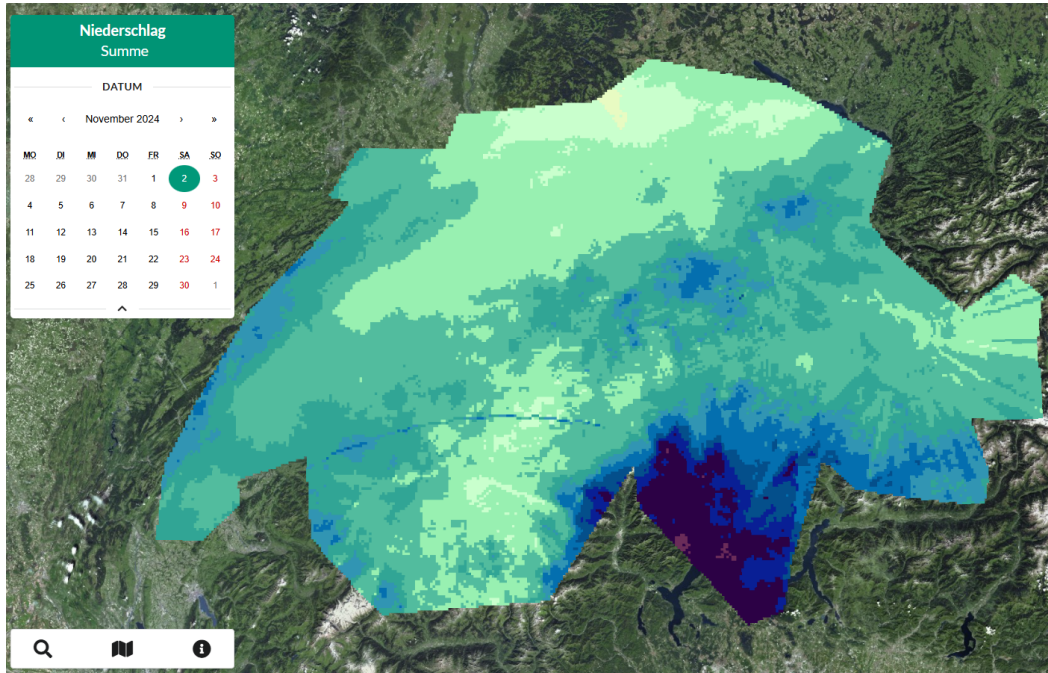 Niederschlag
Summe
DATUM
« ‹ November 2024 › »
MO DI MI DO FR SA SO
28 29 30 31 1 2 3
4 5 6 7 8 9 10
11 12 13 14 15 16 17
18 19 20 21 22 23 24
25 26 27 28 29 30 1